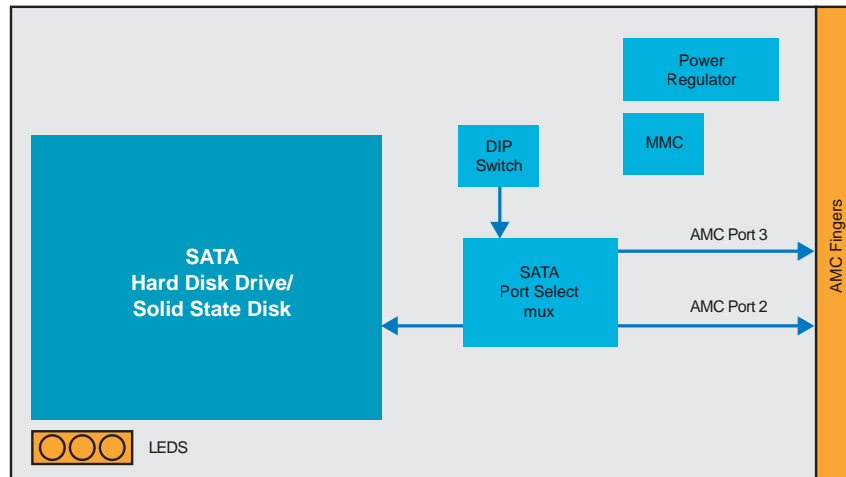 Power
Regulator
DIP
Switch
MMC
SATA
Hard Disk Drive/
Solid State Disk
SATA
Port Select
mux
AMC Port 3
AMC Port 2
AMC Fingers
LEDS